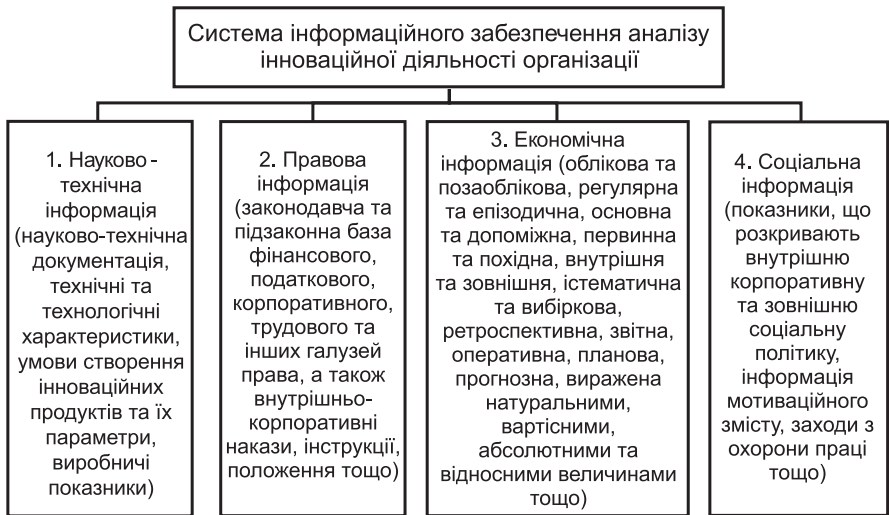 Система інформаційного забезпечення аналізу
інноваційної діяльності організації
1. Науково-
технічна
інформація
(науково-технічна
документація,
технічні та
технологічні
характеристики,
умови створення
інноваційних
продуктів та їх
параметри,
виробничі
показники)
2. Правова
інформація
(законодавча та
підзаконна база
фінансового,
податкового,
корпоративного,
трудового та
інших галузей
права, а також
внутрішньо-
корпоративні
накази, інструкції,
положення тощо)
3. Економічна
інформація (облікова та
позаоблікова, регулярна
та епізодична, основна
та допоміжна, первинна
та похідна, внутрішня
та зовнішня, істематична
та вибіркова,
ретроспективна, звітна,
оперативна, планова,
прогнозна, виражена
натуральними,
вартісними,
абсолютними та
відносними величинами
тощо)
4. Соціальна
інформація
(показники, що
розкривають
внутрішню
корпоративну
та зовнішню
соціальну
політику,
інформація
мотиваційного
змісту, заходи з
охорони праці
тощо)